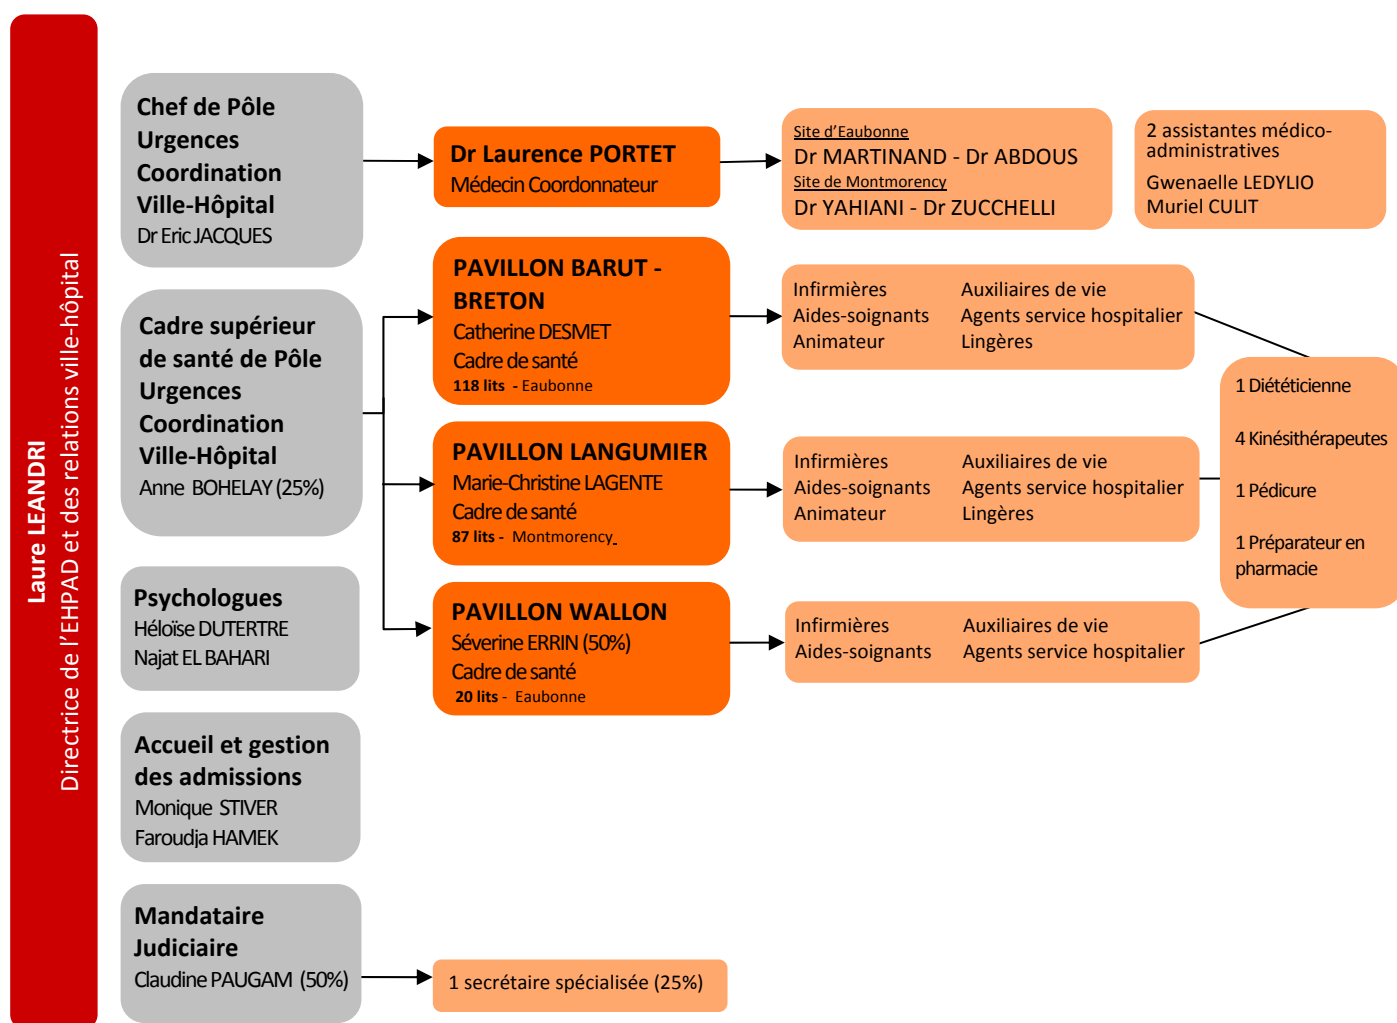 Laure LEANDRI
Directrice de l'EHPAD et des relations ville-hôpital
Chef de Pôle
Urgences
Coordination
Ville-Hôpital
Dr Eric JACQUES
Dr Laurence PORTET
Médecin Coordonnateur
Site d'Eaubonne
Dr MARTINAND - Dr ABDOUS
Site de Montmorency
Dr YAHIANI - Dr ZUCCHELLI
2 assistantes médico-
administratives
Gwenaelle LEDYLIO
Muriel CULIT
Cadre supérieur
de santé de Pôle
Urgences
Coordination
Ville-Hôpital
Anne BOHELAY (25%)
PAVILLON BARUT -
BRETON
Catherine DESMET
Cadre de santé
118 lits - Eaubonne
Infirmières Auxiliaires de vie
Aides-soignants Agents service hospitalier
Animateur Lingères
PAVILLON LANGUMIER
Marie-Christine LAGENTE
Cadre de santé
87 lits - Montmorency
Infirmières Auxiliaires de vie
Aides-soignants Agents service hospitalier
Animateur Lingères
PAVILLON WALLON
Séverine ERRIN (50%)
Cadre de santé
20 lits - Eaubonne
Infirmières Auxiliaires de vie
Aides-soignants Agents service hospitalier
1 Diététicienne
4 Kinésithérapeutes
1 Pédicure
1 Préparateur en
pharmacie
Psychologues
Héloïse DUTERTRE
Najat EL BAHARI
Accueil et gestion
des admissions
Monique STIVER
Faroudja HAMEK
Mandataire
Judiciaire
Claudine PAUGAM (50%)
1 secrétaire spécialisée (25%)